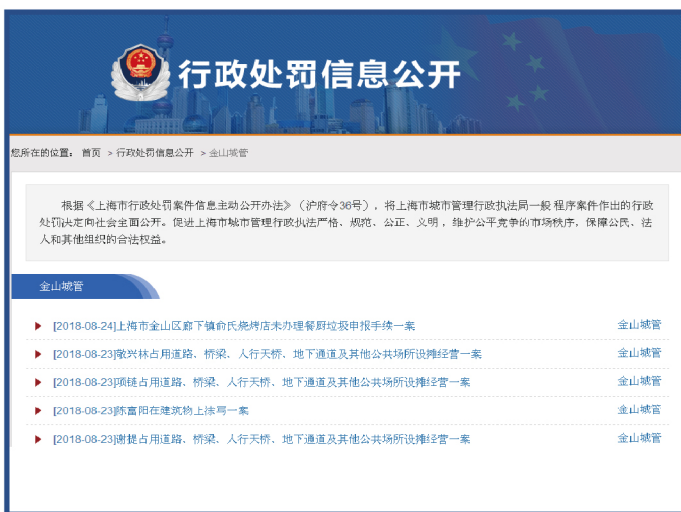 行政处罚信息公开
您所在的位置： 首页 > 行政处罚信息公开 > 金山城管
根据《上海市行政处罚案件信息主动公开办法》（沪府令36号），将上海市城市管理行政执法局一般 程序案件作出的行政
处罚决定向社会全面公开。促进上海市城市管理行政执法严格、规范、公正、文明，维护公平竞争的市场秩序，保障公民、法
人和其他组织的合法权益。
金山城管
[2018-08-24]上海市金山区廊下镇俞氏烧烤店未办理餐厨垃圾申报手续一案 金山城管
[2018-08-23]敬兴林占用道路、桥梁、人行天桥、地下通道及其他公共场所设摊经营一案 金山城管
[2018-08-23]项链占用道路、桥梁、人行天桥、地下通道及其他公共场所设摊经营一案 金山城管
[2018-08-23]陈富阳在建筑物上涂写一案 金山城管
[2018-08-23]谢提占用道路、桥梁、人行天桥、地下通道及其他公共场所设摊经营一案 金山城管